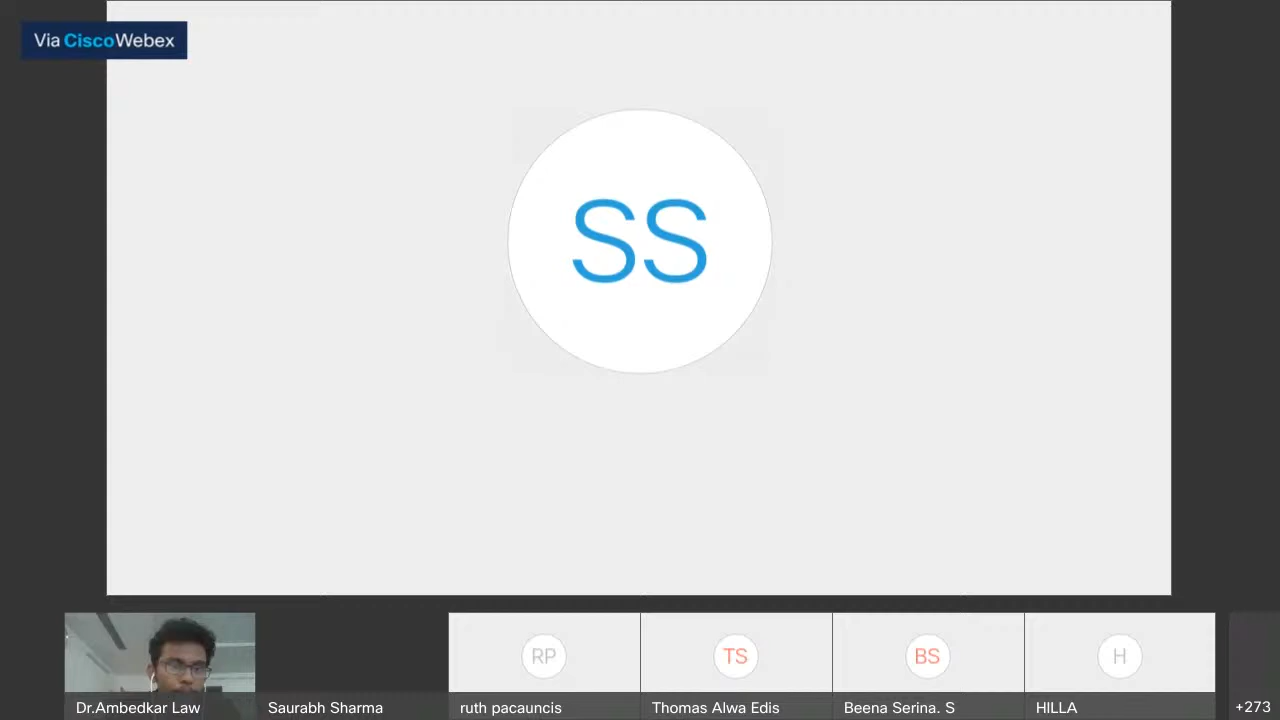 Via CiscoWebex
SS
RP
TS
BS
H
Dr.Ambedkar Law
Saurabh Sharma
ruth pacauncis
Thomas Alwa Edis
Beena Serina. S
HILLA
+273